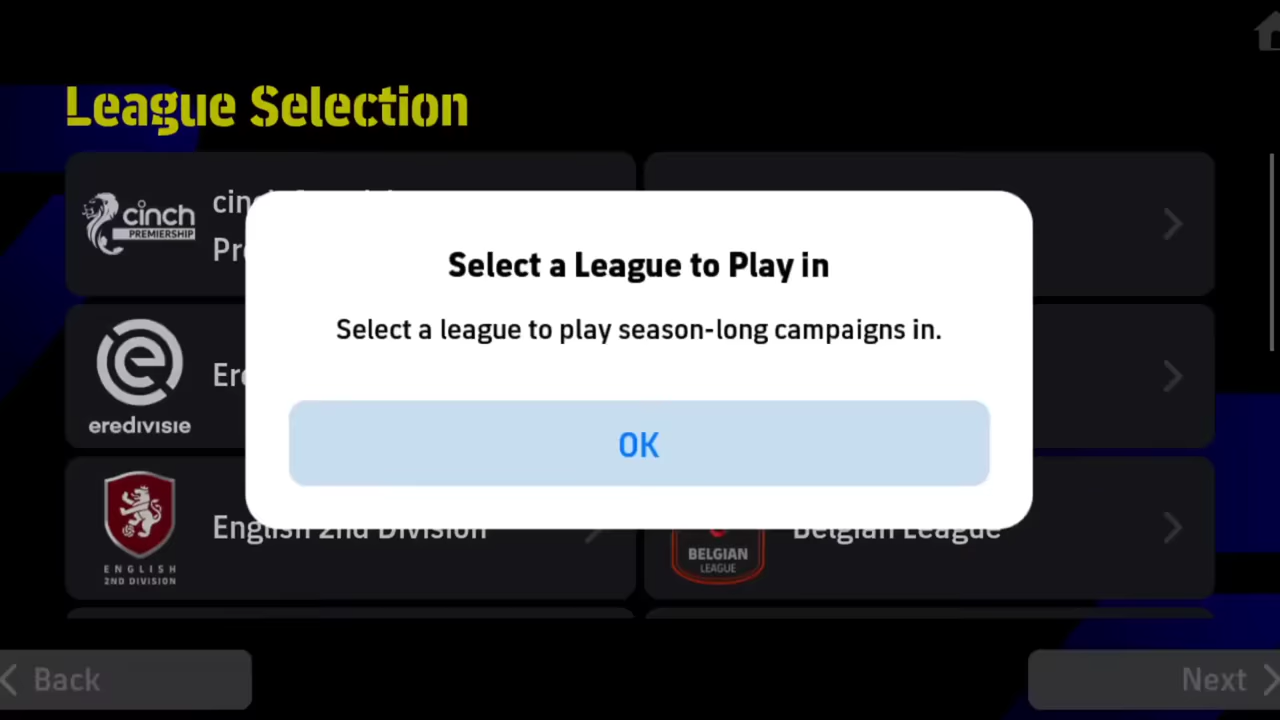 League Selection
cinch
PREMIERSHIP
Select a League to Play in
Select a league to play season-long campaigns in.
eredivisie
OK
English 2nd Division
Belgian League
ENGLISH
2ND DIVISION
BELGIAN
LEAGUE
Back
Next